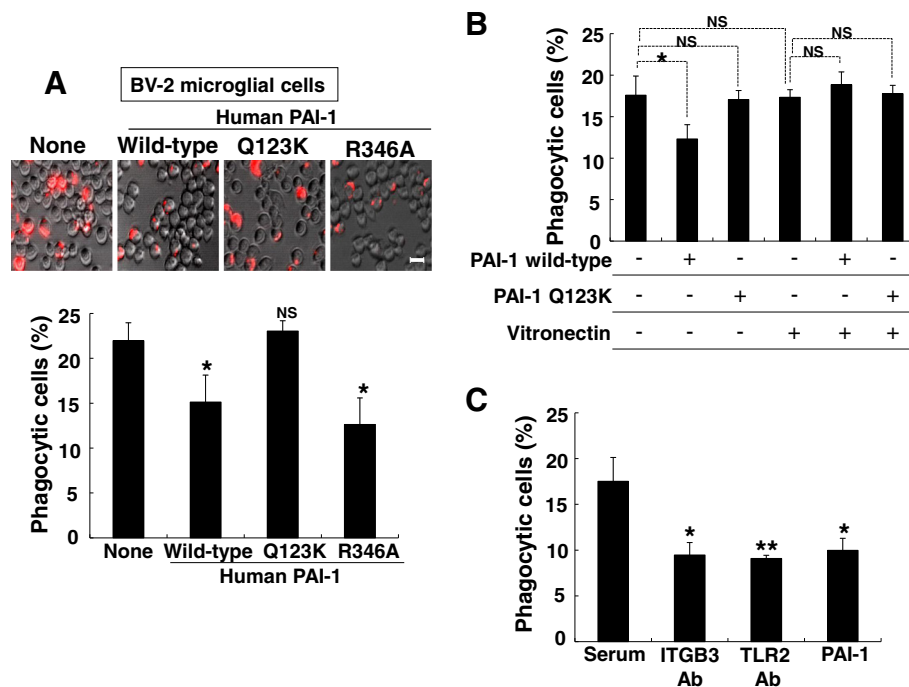 A
BV-2 microglial cells
Human PAI-1
None Wild-type Q123K R346A
Phagocytic cells (%)
25
20
15
10
5
0
NS
*
*
None Wild-type Q123K R346A
Human PAI-1
B
Phagocytic cells (%)
25
20
15
10
5
0
NS
NS
*
NS
NS
PAI-1 wild-type - + - - + -
PAI-1 Q123K - - + - - +
Vitronectin - - - + + +
C
Phagocytic cells (%)
25
20
15
10
5
0
* ** *
Serum ITGB3 TLR2 PAI-1
Ab Ab